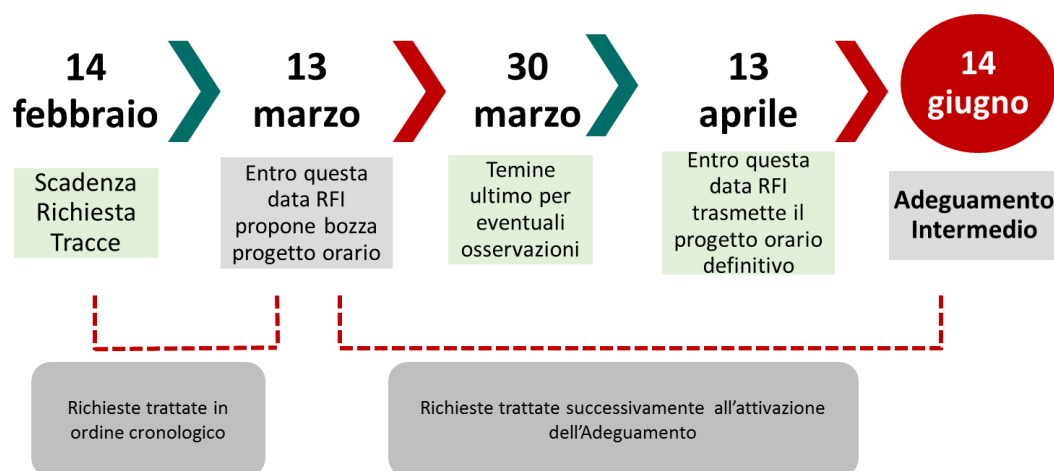 14
febbraio
13
marzo
30
marzo
13
aprile
14
giugno
Scadenza
Richiesta
Tracce
Entro questa
data RFI
propone bozza
progetto orario
Temine
ultimo per
eventuali
osservazioni
Entro questa
data RFI
trasmette il
progetto orario
definitivo
Adeguamento
Intermedio
Richieste trattate in
ordine cronologico
Richieste trattate successivamente all'attivazione
dell'Adeguamento